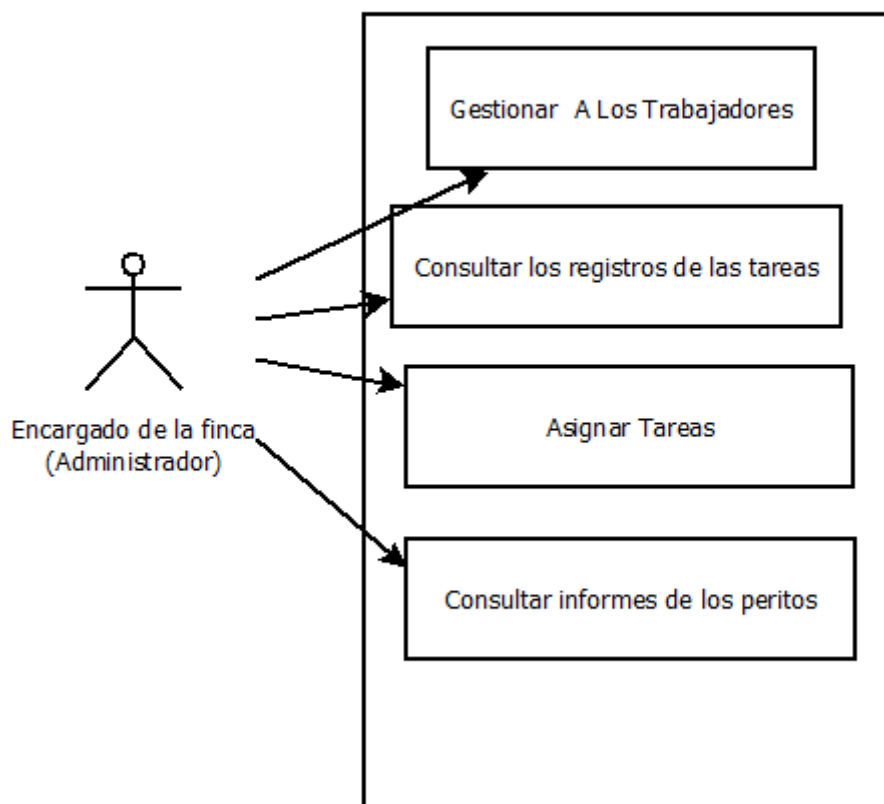 Gestionar A Los Trabajadores
Consultar los registros de las tareas
Asignar Tareas
Encargado de la finca
(Administrador)
Consultar informes de los peritos